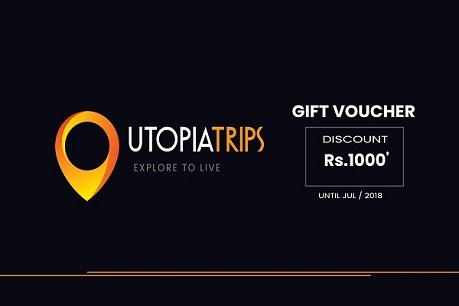 UTOPIATRIPS
EXPLORE TO LIVE
GIFT VOUCHER
DISCOUNT
Rs.1000†
UNTIL JUL / 2018